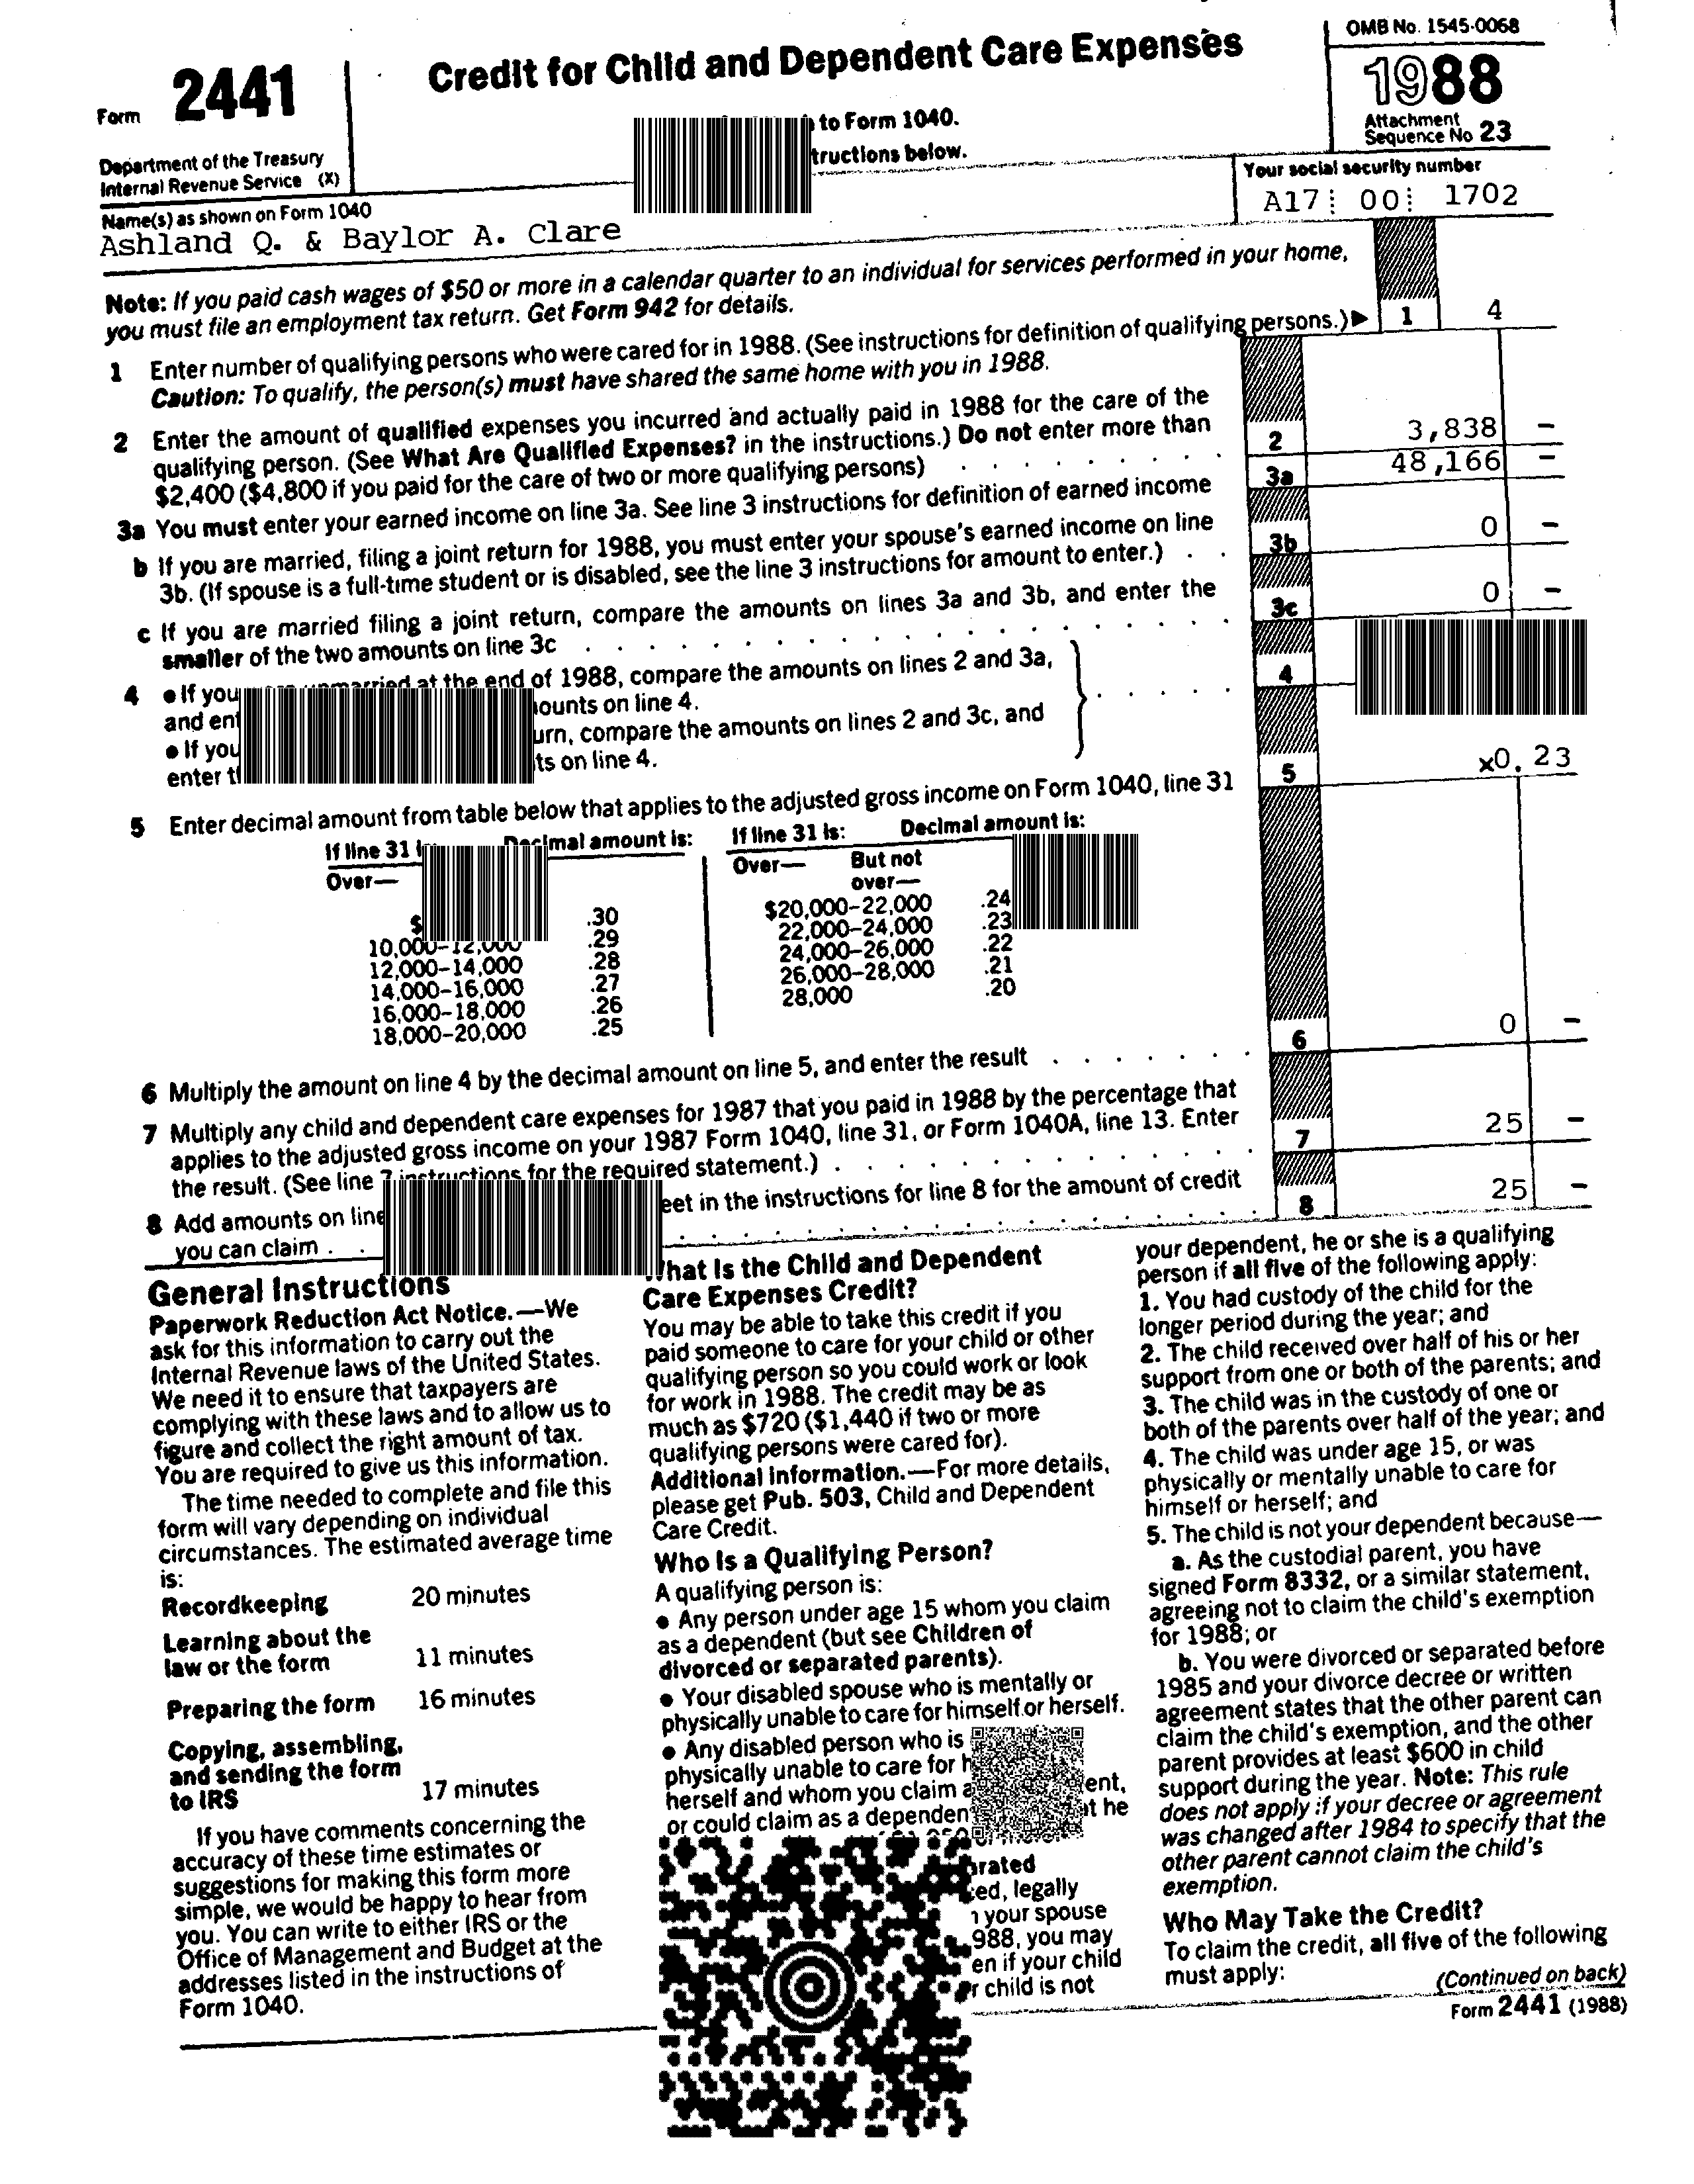 OMB No. 1545-0068
Form 2441
Credit for Child and Dependent Care Expenses
1988
to Form 1040.
tructions below.
Attachment
Sequence No 23
Department of the Treasury
Internal Revenue Service (X)
Your social security number
Name(s) as shown on Form 1040
A17 00 1702
Ashland Q. & Baylor A. Clare
Note: If you paid cash wages of $50 or more in a calendar quarter to an individual for services performed in your home,
you must file an employment tax return. Get Form 942 for details.
1 Enter number of qualifying persons who were cared for in 1988. (See instructions for definition of qualifying persons.) ▶ 1 4
Caution: To qualify, the person(s) must have shared the same home with you in 1988.
2 Enter the amount of qualified expenses you incurred and actually paid in 1988 for the care of the
qualifying person. (See What Are Qualified Expenses? in the instructions.) Do not enter more than
$2,400 ($4,800 if you paid for the care of two or more qualifying persons) . . . . . . . . 2 3,838 –
3a You must enter your earned income on line 3a. See line 3 instructions for definition of earned income 3a 48,166 –
b If you are married, filing a joint return for 1988, you must enter your spouse's earned income on line
3b. (If spouse is a full-time student or is disabled, see the line 3 instructions for amount to enter.) . . 3b 0 –
c If you are married filing a joint return, compare the amounts on lines 3a and 3b, and enter the
smaller of the two amounts on line 3c . . . . . . . . . . . . . . . . . 3c 0 –
4 ● If you unmarried at the end of 1988, compare the amounts on lines 2 and 3a,
and ent ounts on line 4. . . . . . 4
● If you urn, compare the amounts on lines 2 and 3c, and
enter t ts on line 4.
5 Enter decimal amount from table below that applies to the adjusted gross income on Form 1040, line 31 5 ×0.23
If line 31 Decimal amount is: If line 31 is: Decimal amount is:
Over— Over— But not
over—
$ .30 $20,000–22,000 .24
10,000–12,000 .29 22,000–24,000 .23
12,000–14,000 .28 24,000–26,000 .22
14,000–16,000 .27 26,000–28,000 .21
16,000–18,000 .26 28,000 .20
18,000–20,000 .25
6 Multiply the amount on line 4 by the decimal amount on line 5, and enter the result . . . . . . . 6 0 –
7 Multiply any child and dependent care expenses for 1987 that you paid in 1988 by the percentage that
applies to the adjusted gross income on your 1987 Form 1040, line 31, or Form 1040A, line 13. Enter
the result. (See line 7 instructions for the required statement.) . . . . . . . . . . . . 7 25 –
8 Add amounts on line eet in the instructions for line 8 for the amount of credit
you can claim . . . . . . . . . . . . . . . . . . 8 25 –
General Instructions
Paperwork Reduction Act Notice.—We
ask for this information to carry out the
Internal Revenue laws of the United States.
We need it to ensure that taxpayers are
complying with these laws and to allow us to
figure and collect the right amount of tax.
You are required to give us this information.
The time needed to complete and file this
form will vary depending on individual
circumstances. The estimated average time
is:
Recordkeeping 20 minutes
Learning about the
law or the form 11 minutes
Preparing the form 16 minutes
Copying, assembling,
and sending the form
to IRS 17 minutes
If you have comments concerning the
accuracy of these time estimates or
suggestions for making this form more
simple, we would be happy to hear from
you. You can write to either IRS or the
Office of Management and Budget at the
addresses listed in the instructions of
Form 1040.
What Is the Child and Dependent
Care Expenses Credit?
You may be able to take this credit if you
paid someone to care for your child or other
qualifying person so you could work or look
for work in 1988. The credit may be as
much as $720 ($1,440 if two or more
qualifying persons were cared for).
Additional Information.—For more details,
please get Pub. 503, Child and Dependent
Care Credit.
Who Is a Qualifying Person?
A qualifying person is:
● Any person under age 15 whom you claim
as a dependent (but see Children of
divorced or separated parents).
● Your disabled spouse who is mentally or
physically unable to care for himself or herself.
● Any disabled person who is
physically unable to care for h
herself and whom you claim a ent,
or could claim as a dependen t he
arated
ed, legally
your spouse
988, you may
en if your child
r child is not
your dependent, he or she is a qualifying
person if all five of the following apply:
1. You had custody of the child for the
longer period during the year; and
2. The child received over half of his or her
support from one or both of the parents; and
3. The child was in the custody of one or
both of the parents over half of the year; and
4. The child was under age 15, or was
physically or mentally unable to care for
himself or herself; and
5. The child is not your dependent because—
a. As the custodial parent, you have
signed Form 8332, or a similar statement,
agreeing not to claim the child's exemption
for 1988; or
b. You were divorced or separated before
1985 and your divorce decree or written
agreement states that the other parent can
claim the child's exemption, and the other
parent provides at least $600 in child
support during the year. Note: This rule
does not apply if your decree or agreement
was changed after 1984 to specify that the
other parent cannot claim the child's
exemption.
Who May Take the Credit?
To claim the credit, all five of the following
must apply:
(Continued on back)
Form 2441 (1988)